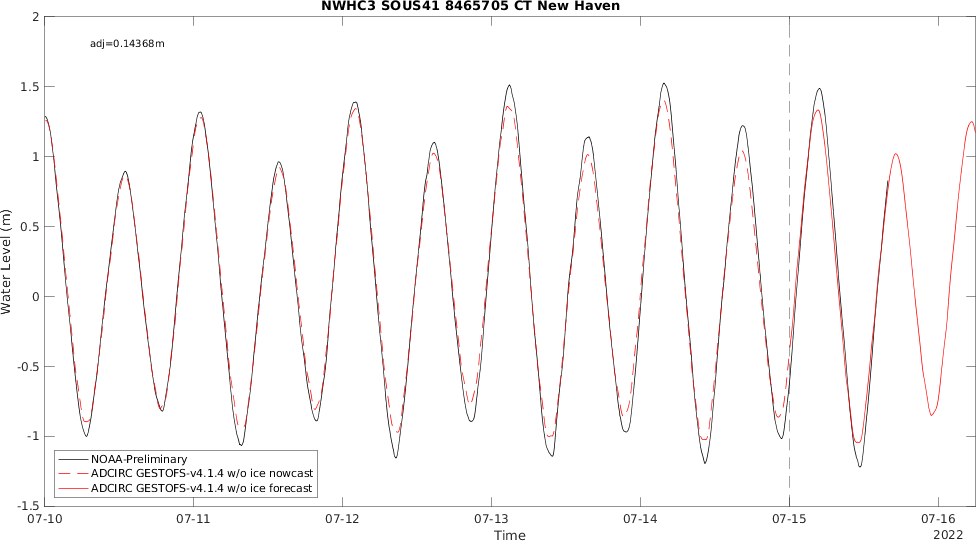 NWHC3 SOUS41 8465705 CT New Haven
adj=0.14368m
2
1.5
1
0.5
0
-0.5
-1
-1.5
Water Level (m)
NOAA-Preliminary
ADCIRC GESTOFS-v4.1.4 w/o ice nowcast
ADCIRC GESTOFS-v4.1.4 w/o ice forecast
07-10 07-11 07-12 07-13 07-14 07-15 07-16
Time
2022